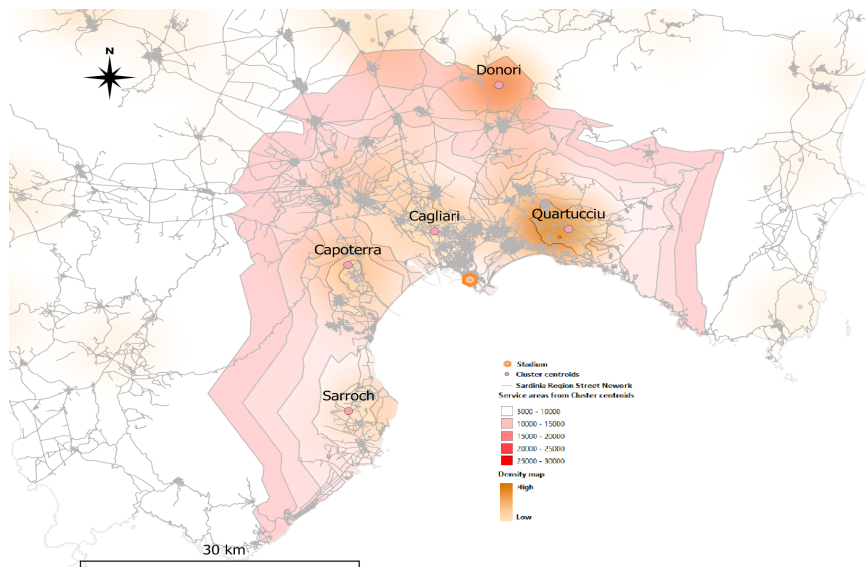 N
Donori
Quartucciu
Cagliari
Capoterra
Sarroch
Stadium
Cluster centroids
Sardinia Region Street Nework
Service areas from Cluster centroids
5000 - 10000
10000 - 15000
15000 - 20000
20000 - 25000
25000 - 30000
Density map
High
Low
30 km